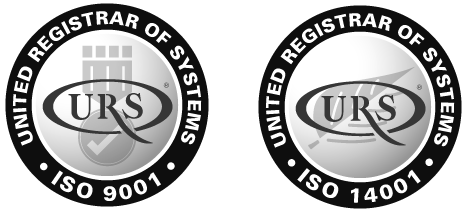 UNITED REGISTRAR OF SYSTEMS
URS®
• ISO 9001 •
UNITED REGISTRAR OF SYSTEMS
URS®
• ISO 14001 •